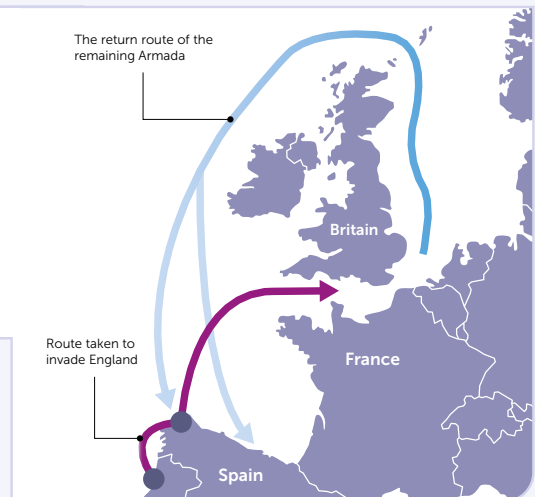 The return route of the
remaining Armada
Britain
Route taken to
invade England
France
Spain